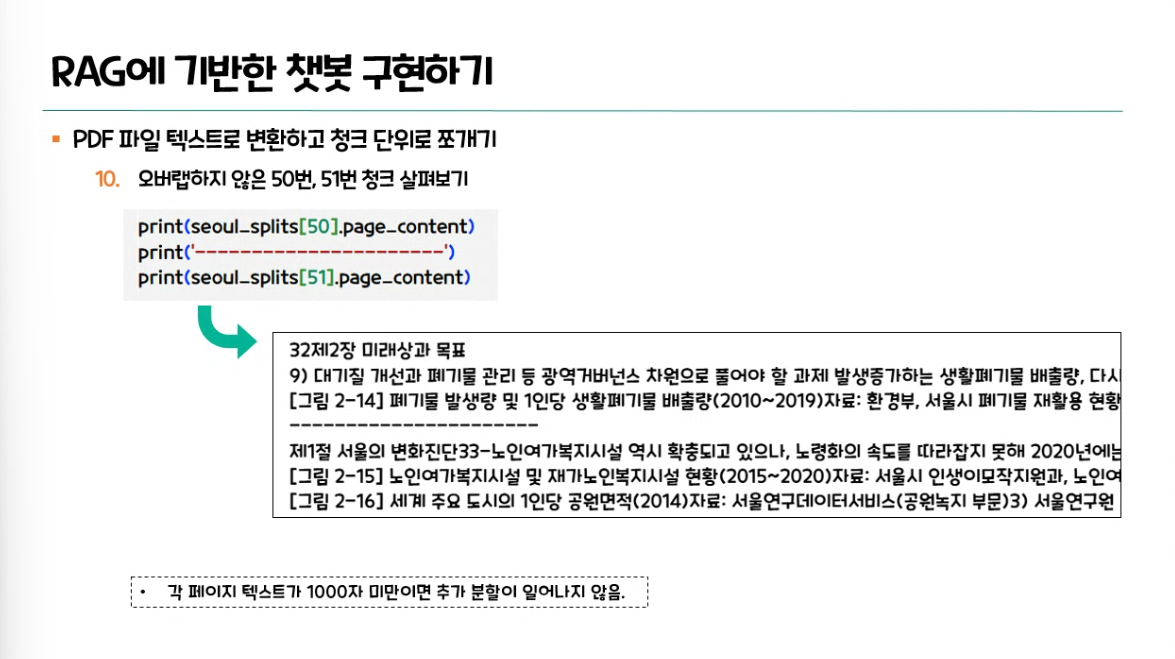 RAG에 기반한 챗봇 구현하기
▪ PDF 파일 텍스트로 변환하고 청크 단위로 쪼개기
10. 오버랩하지 않은 50번, 51번 청크 살펴보기
print(seoul_splits[50].page_content)
print('-----------------------')
print(seoul_splits[51].page_content)
32제2장 미래상과 목표
9) 대기질 개선과 폐기물 관리 등 광역거버넌스 차원으로 풀어야 할 과제 발생증가하는 생활폐기물 배출량, 다시
[그림 2-14] 폐기물 발생량 및 1인당 생활폐기물 배출량(2010~2019)자료: 환경부, 서울시 폐기물 재활용 현황
-----------------------
제1절 서울의 변화진단33-노인여가복지시설 역시 확충되고 있으나, 노령화의 속도를 따라잡지 못해 2020년에는
[그림 2-15] 노인여가복지시설 및 재가노인복지시설 현황(2015~2020)자료: 서울시 인생이모작지원과, 노인여
[그림 2-16] 세계 주요 도시의 1인당 공원면적(2014)자료: 서울연구데이터서비스(공원녹지 부문)3) 서울연구원
• 각 페이지 텍스트가 1000자 미만이면 추가 분할이 일어나지 않음.